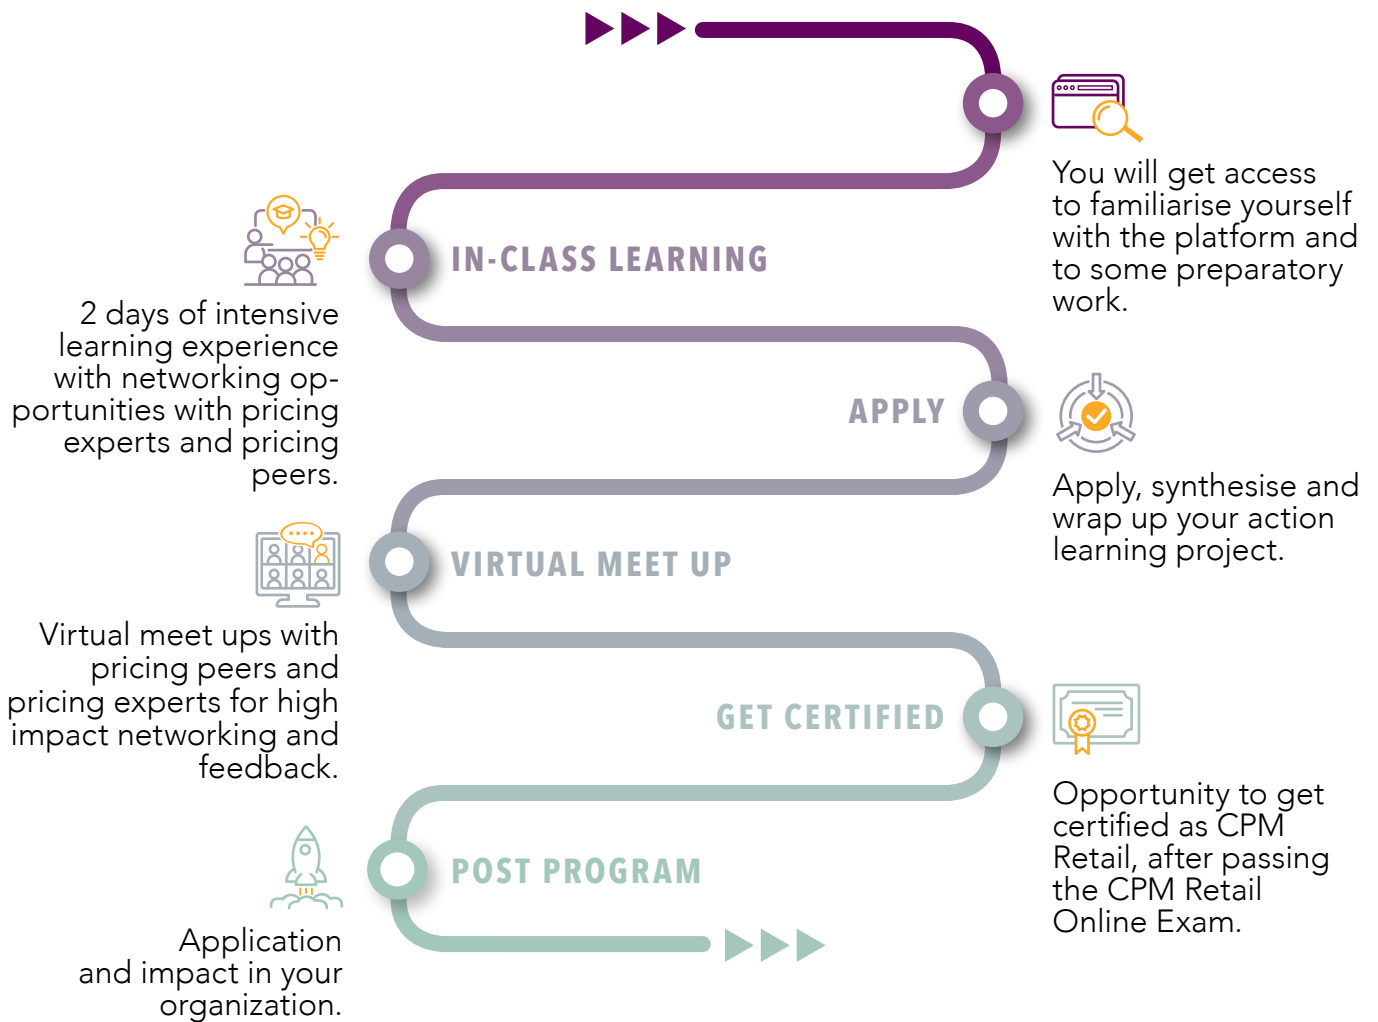 You will get access
to familiarise yourself
with the platform and
to some preparatory
work.
IN-CLASS LEARNING
2 days of intensive
learning experience
with networking op-
portunities with pricing
experts and pricing
peers.
APPLY
Apply, synthesise and
wrap up your action
learning project.
VIRTUAL MEET UP
Virtual meet ups with
pricing peers and
pricing experts for high
impact networking and
feedback.
GET CERTIFIED
Opportunity to get
certified as CPM
Retail, after passing
the CPM Retail
Online Exam.
POST PROGRAM
Application
and impact in your
organization.